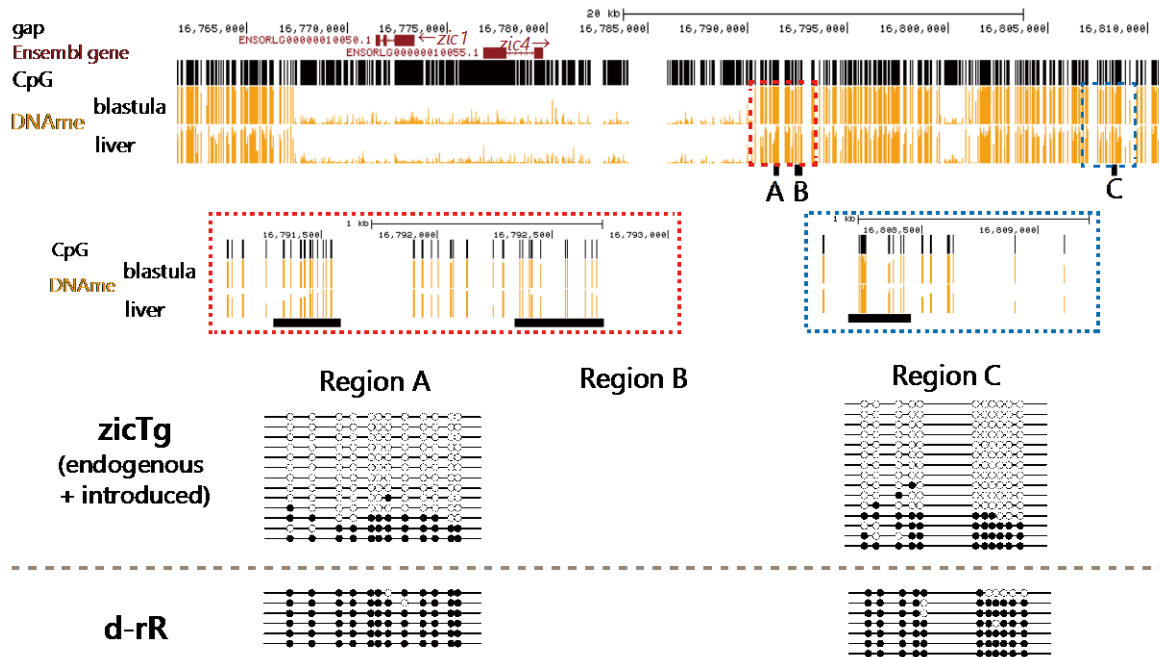 20 kb
gap 16,765,000 16,770,000 16,775,000 16,780,000 16,785,000 16,790,000 16,795,000 16,800,000 16,805,000 16,810,000
Ensembl gene ENSORLG00000010050.1 ←zic1
ENSORLG00000010055.1 zic4→
CpG
DNAme blastula
liver
A B C
1 kb 1 kb
16,791,500 16,792,000 16,792,500 16,793,000 16,808,500 16,809,000
CpG CpG
DNAme blastula DNAme blastula
liver liver
Region A Region B Region C
zicTg
(endogenous
+ introduced)
d-rR